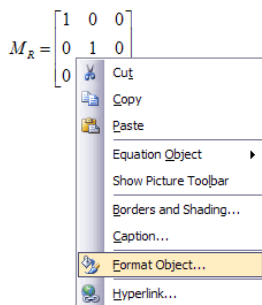 1 0 0
M_R = 0 1 0
0
Cut
Copy
Paste
Equation Object
Show Picture Toolbar
Borders and Shading...
Caption...
Format Object...
Hyperlink...